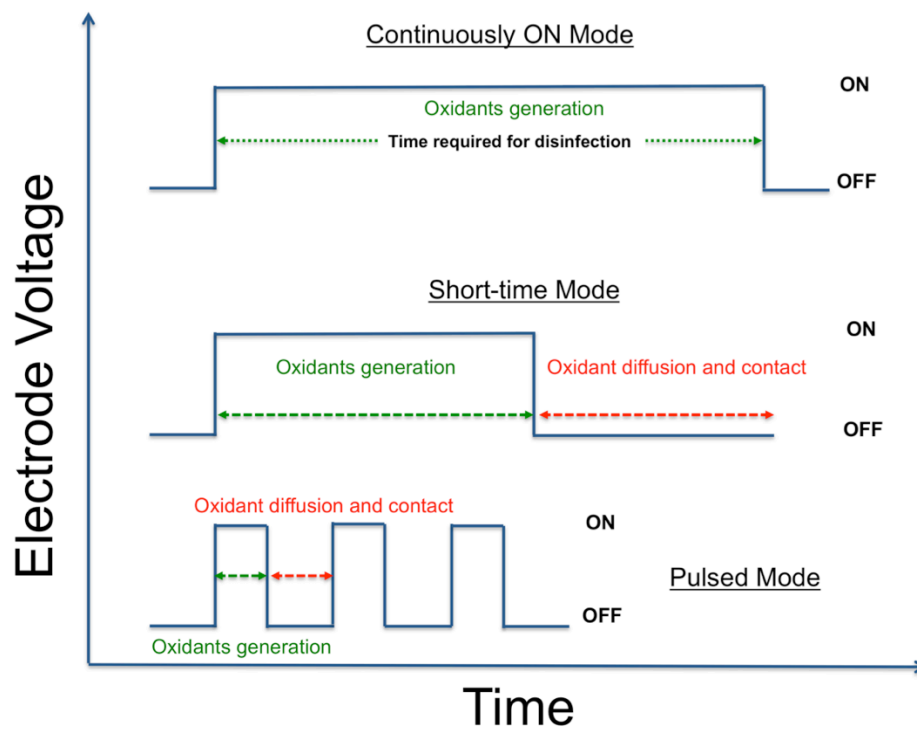 Continuously ON Mode
ON
Oxidants generation
Time required for disinfection
OFF
Short-time Mode
ON
Oxidants generation
Oxidant diffusion and contact
OFF
Oxidant diffusion and contact
ON
Pulsed Mode
OFF
Oxidants generation
Electrode Voltage
Time